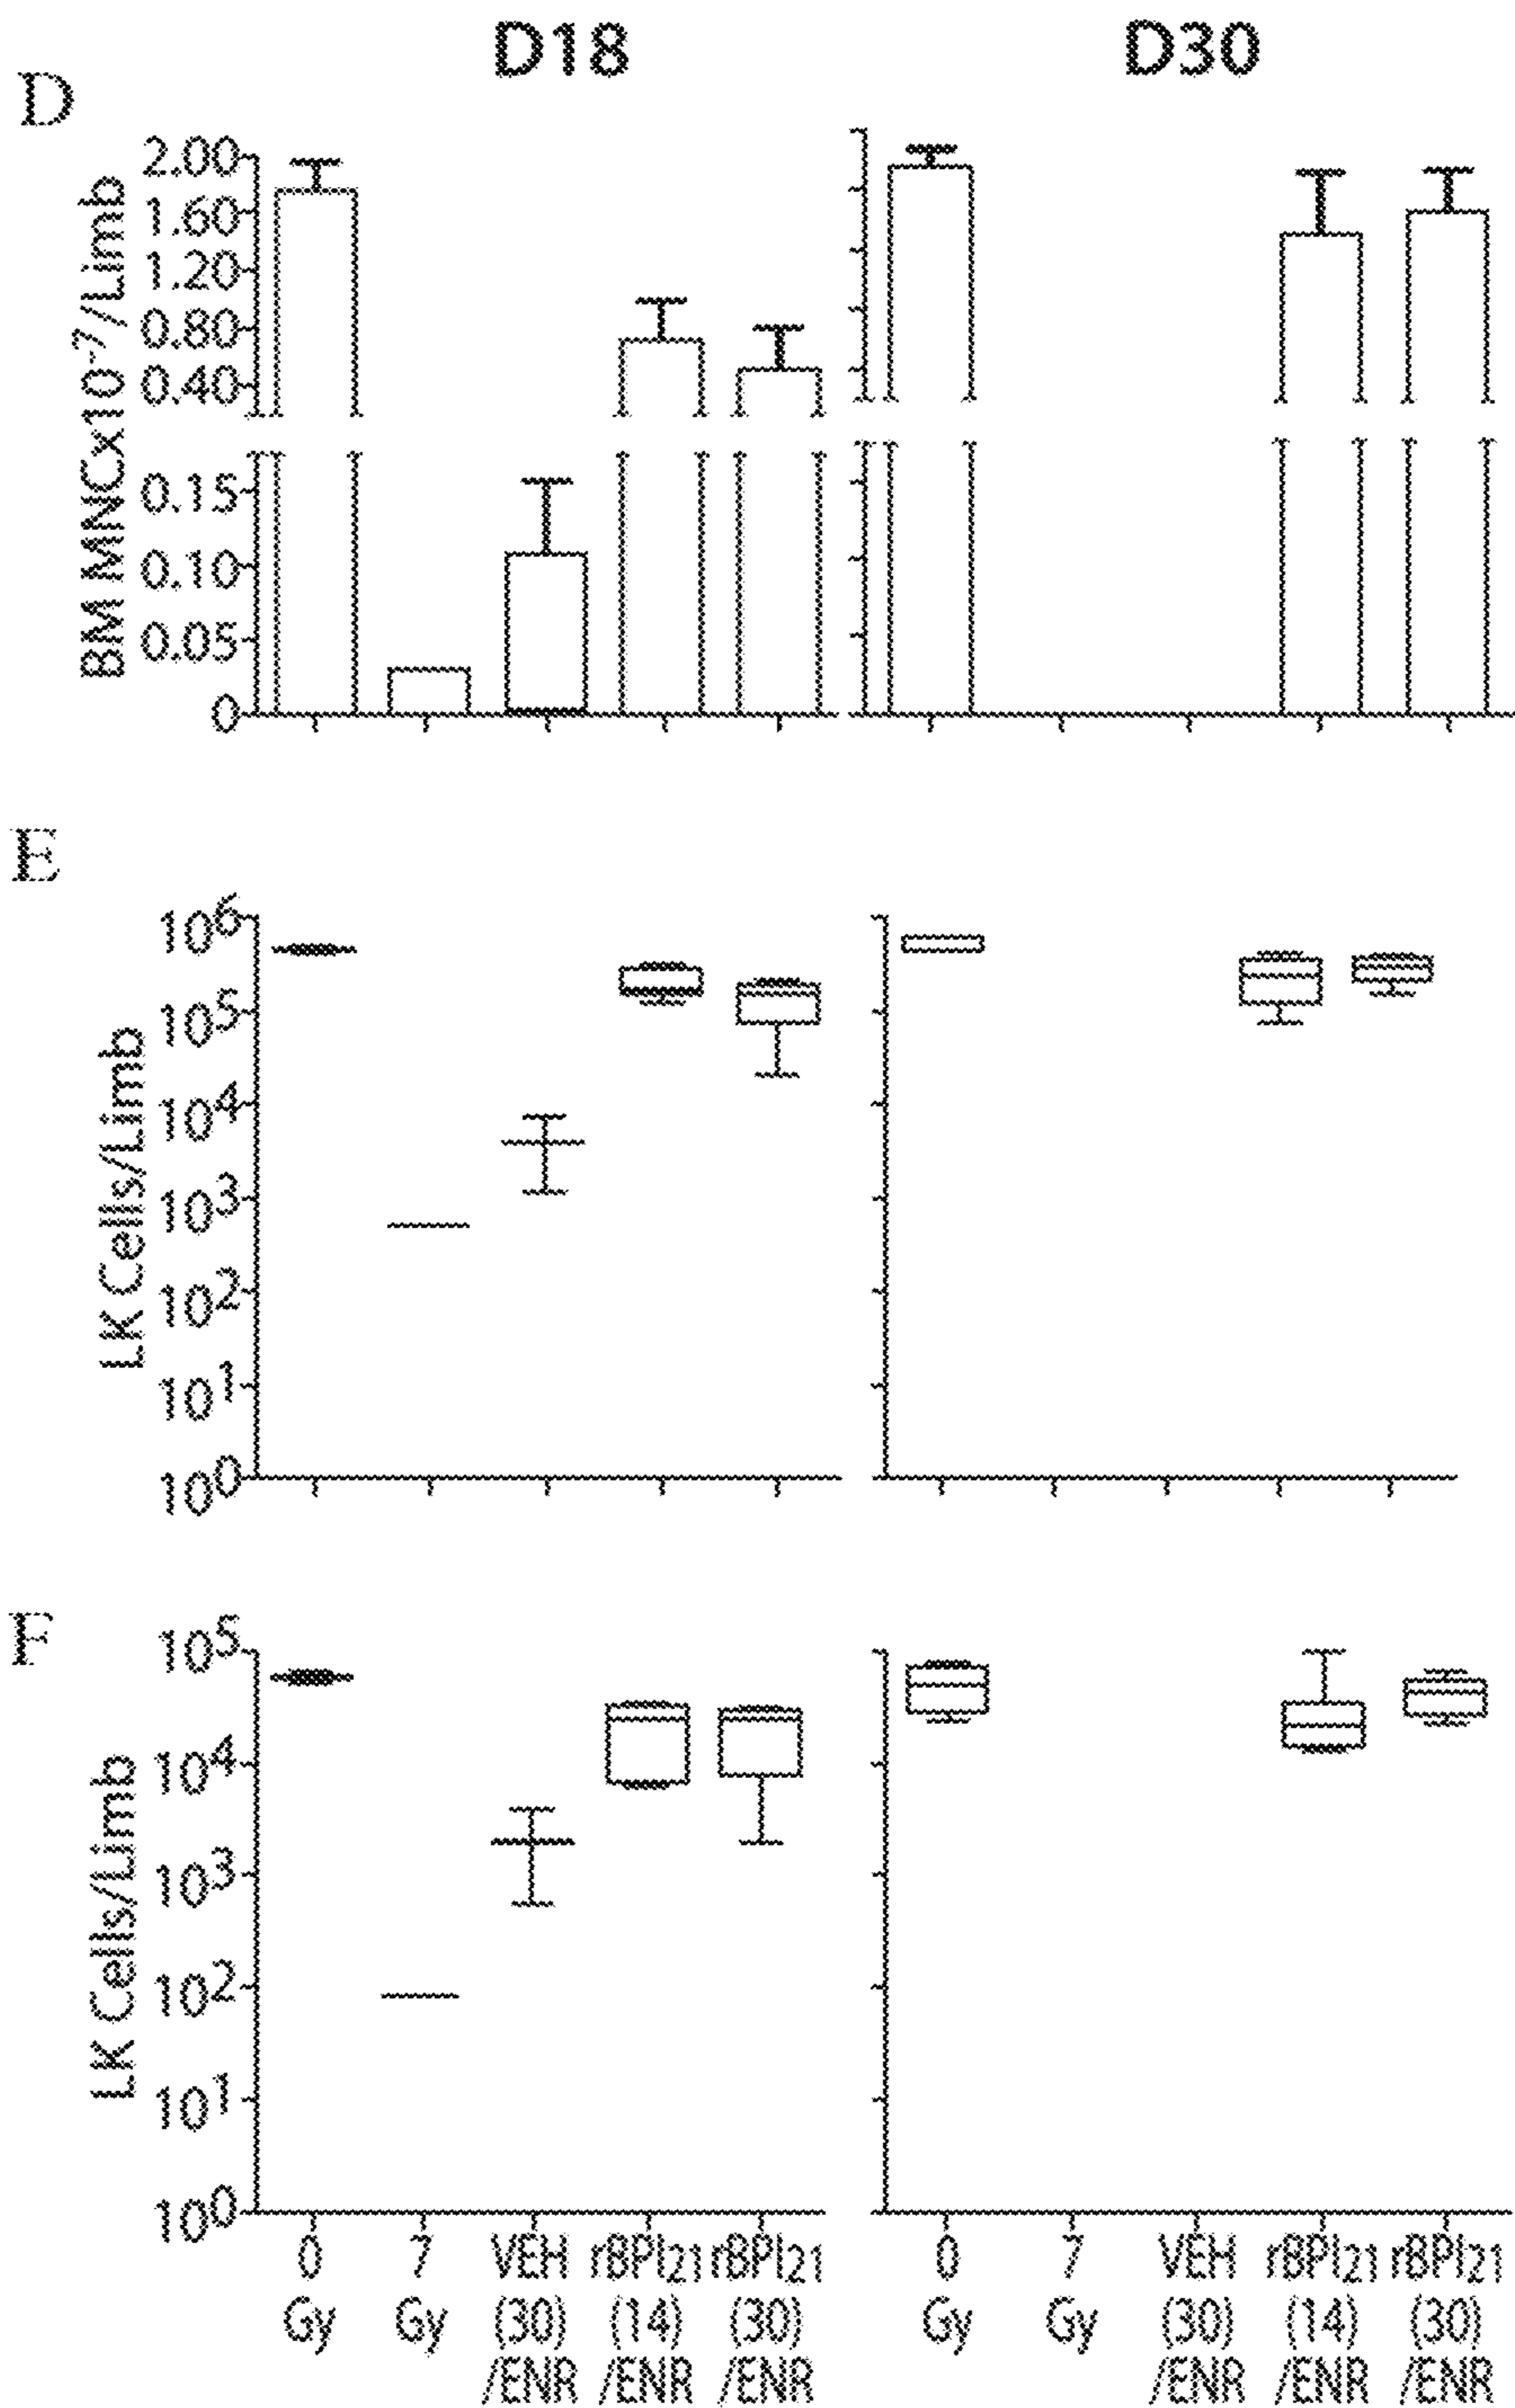 D18 D30
D
BM MNCx10⁻⁷/Limb
2.00
1.60
1.20
0.80
0.40
0.15
0.10
0.05
0
E
LK Cells/Limb
10⁶
10⁵
10⁴
10³
10²
10¹
10⁰
F
LK Cells/Limb
10⁵
10⁴
10³
10²
10¹
10⁰
0 7 VEH rBPI₂₁ rBPI₂₁ 0 7 VEH rBPI₂₁ rBPI₂₁
Gy Gy (30) (14) (30) Gy Gy (30) (14) (30)
/ENR /ENR /ENR /ENR /ENR /ENR